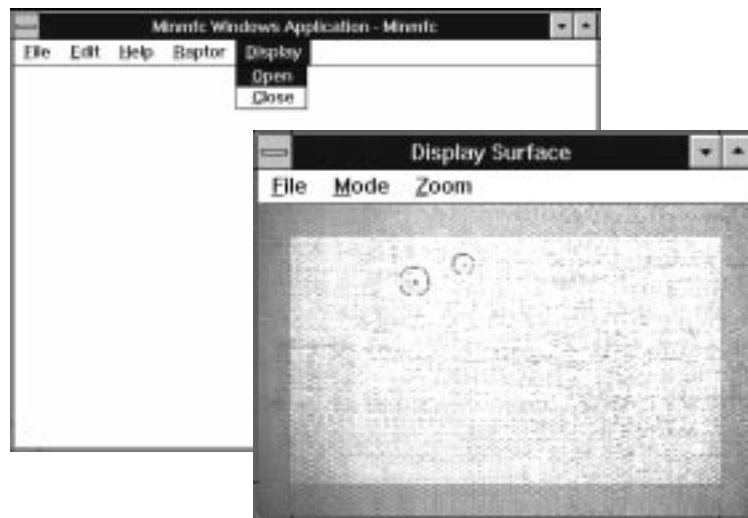 Minmfc Windows Application - Minmfc
File Edit Help Raptor Display
Open
Close
Display Surface
File Mode Zoom